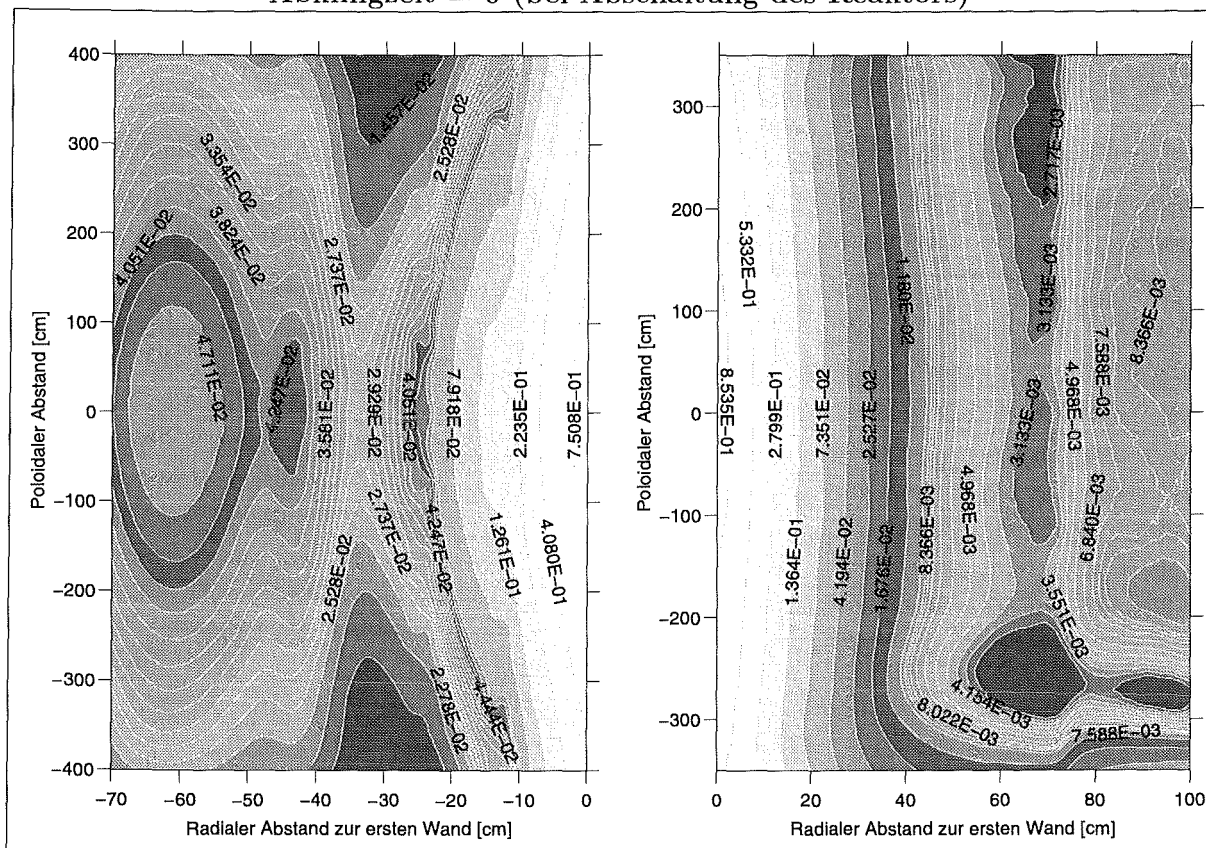 Abklingzeit = 0 (bei Abschaltung des Reaktors)
400
300
200
100
0
−100
−200
−300
−400
Poloidaler Abstand [cm]
−70 −60 −50 −40 −30 −20 −10 0
Radialer Abstand zur ersten Wand [cm]
1.457E−02
2.528E−02
3.354E−02
3.824E−02
4.051E−02
2.737E−02
4.711E−02
4.247E−02
3.581E−02
2.929E−02
4.051E−02
7.918E−02
2.235E−01
7.508E−01
2.737E−02
4.247E−02
1.261E−01
4.080E−01
2.528E−02
2.278E−02
4.444E−02
300
200
100
0
−100
−200
−300
Poloidaler Abstand [cm]
0 20 40 60 80 100
Radialer Abstand zur ersten Wand [cm]
2.717E−03
5.332E−01
1.180E−02
3.133E−03
8.366E−03
7.588E−03
8.535E−01
2.799E−01
7.351E−02
2.527E−02
3.133E−03
4.968E−03
4.968E−03
6.840E−03
8.366E−03
1.364E−01
4.194E−02
1.676E−02
3.551E−03
4.154E−03
8.022E−03
7.588E−03